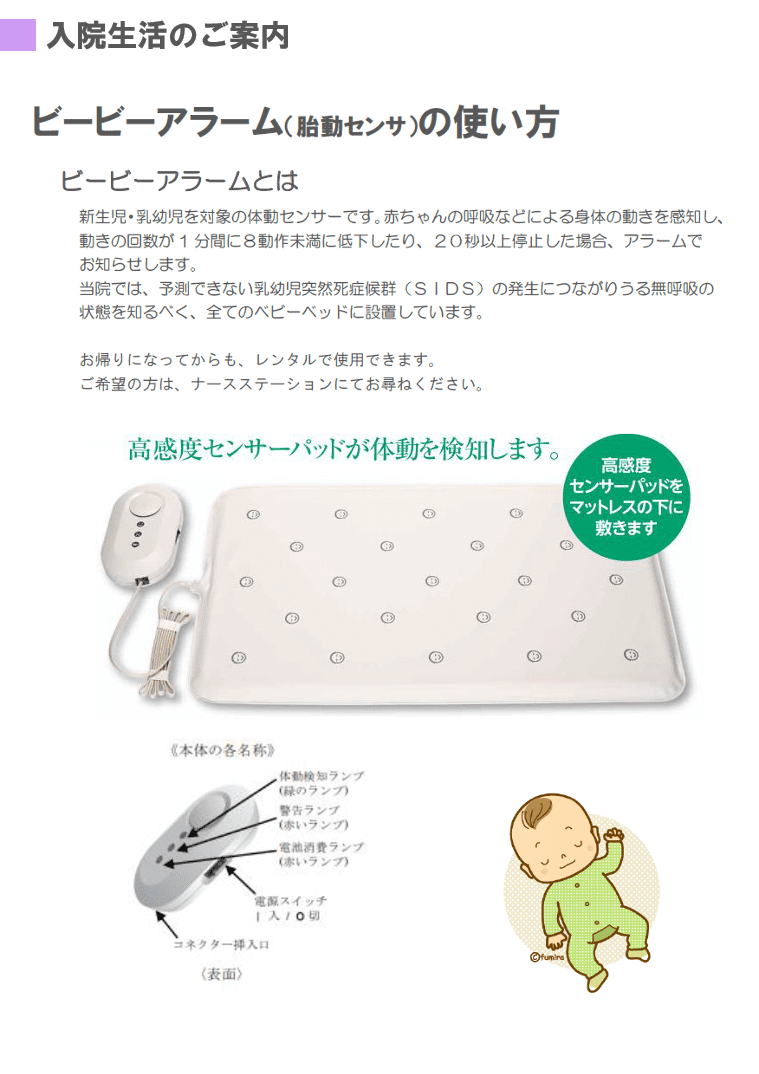 入院生活のご案内
ビービーアラーム(胎動センサ)の使い方
ビービーアラームとは
新生児・乳幼児を対象の体動センサーです。赤ちゃんの呼吸などによる身体の動きを感知し、
動きの回数が1分間に8動作未満に低下したり、２０秒以上停止した場合、アラームで
お知らせします。
当院では、予測できない乳幼児突然死症候群（ＳＩＤＳ）の発生につながりうる無呼吸の
状態を知るべく、全てのベビーベッドに設置しています。
お帰りになってからも、レンタルで使用できます。
ご希望の方は、ナースステーションにてお尋ねください。
高感度センサーパッドが体動を検知します。
高感度
センサーパッドを
マットレスの下に
敷きます
《本体の各名称》
体動検知ランプ
(緑のランプ)
警告ランプ
(赤いランプ)
電池消費ランプ
(赤いランプ)
電源スイッチ
| 入 / O 切
コネクター挿入口
〈表面〉
©fumira